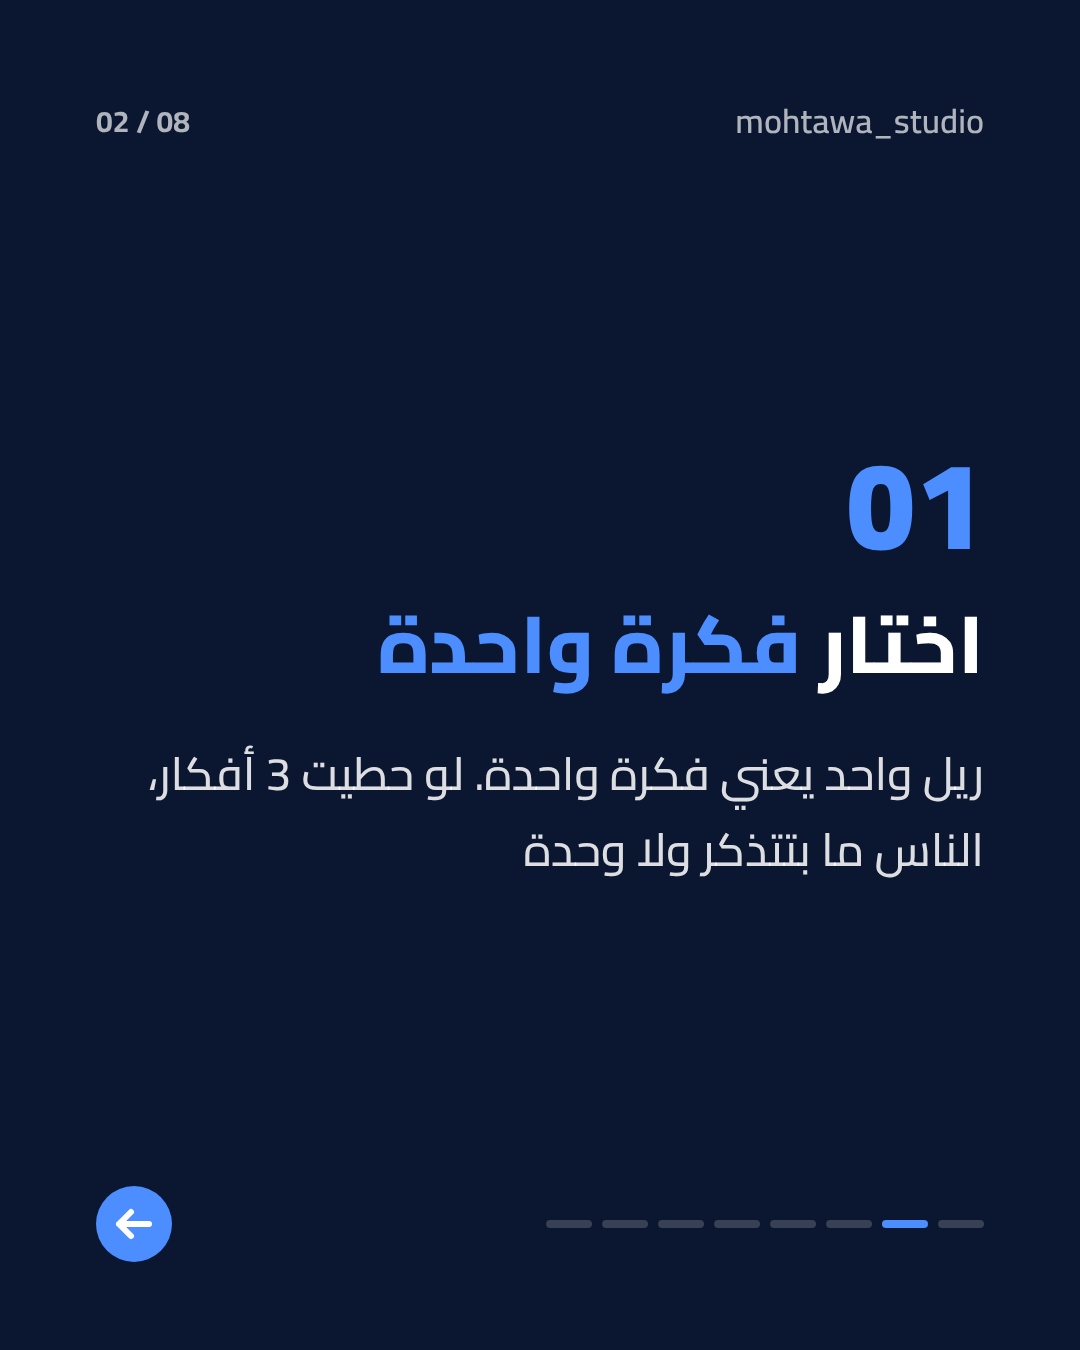 mohtawa_studio
02 / 08
01
اختار فكرة واحدة
ريل واحد يعني فكرة واحدة. لو حطيت 3 أفكار،
الناس ما بتتذكر ولا وحدة